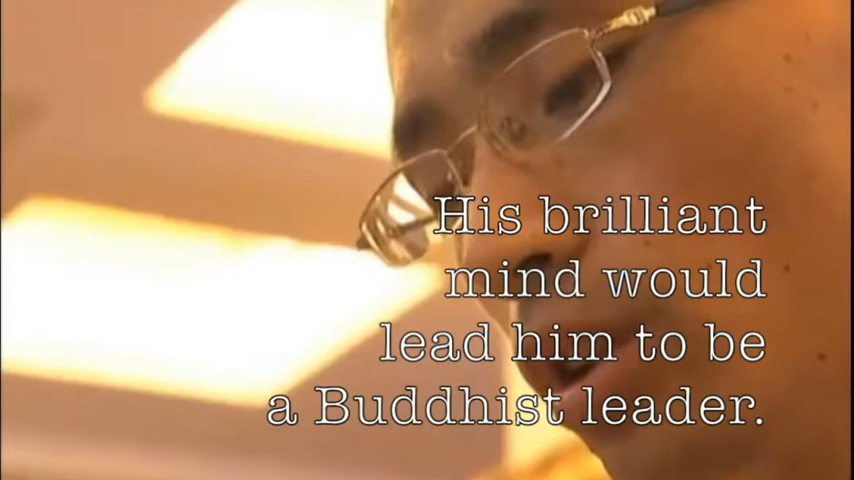 His brilliant
mind would
lead him to be
a Buddhist leader.